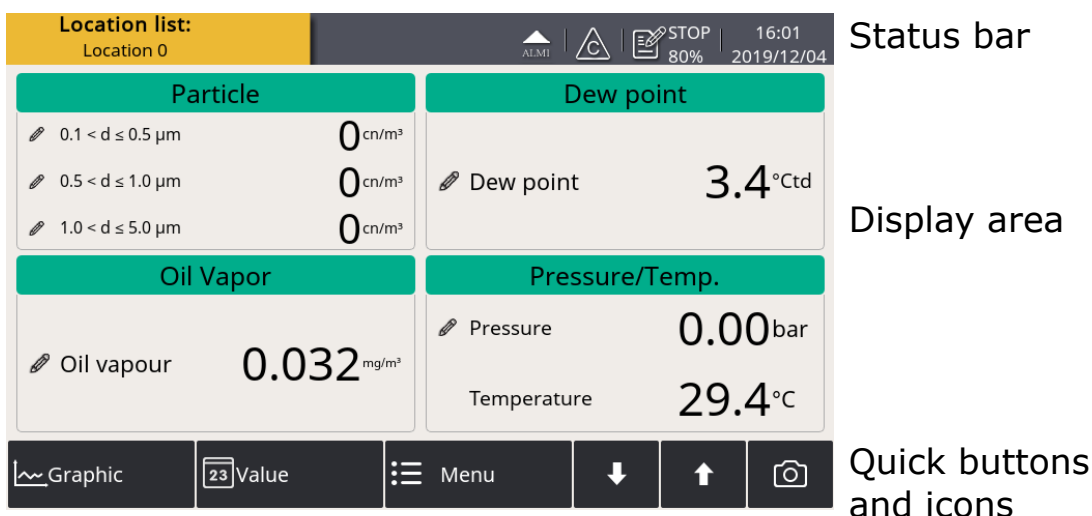 Location list:
Location 0
ALM1
C
STOP
80%
16:01
2019/12/04
Status bar
Particle
0.1 < d ≤ 0.5 µm 0 cn/m³
0.5 < d ≤ 1.0 µm 0 cn/m³
1.0 < d ≤ 5.0 µm 0 cn/m³
Dew point
Dew point 3.4 °Ctd
Display area
Oil Vapor
Oil vapour 0.032 mg/m³
Pressure/Temp.
Pressure 0.00 bar
Temperature 29.4 °C
Graphic
23 Value
Menu
Quick buttons
and icons